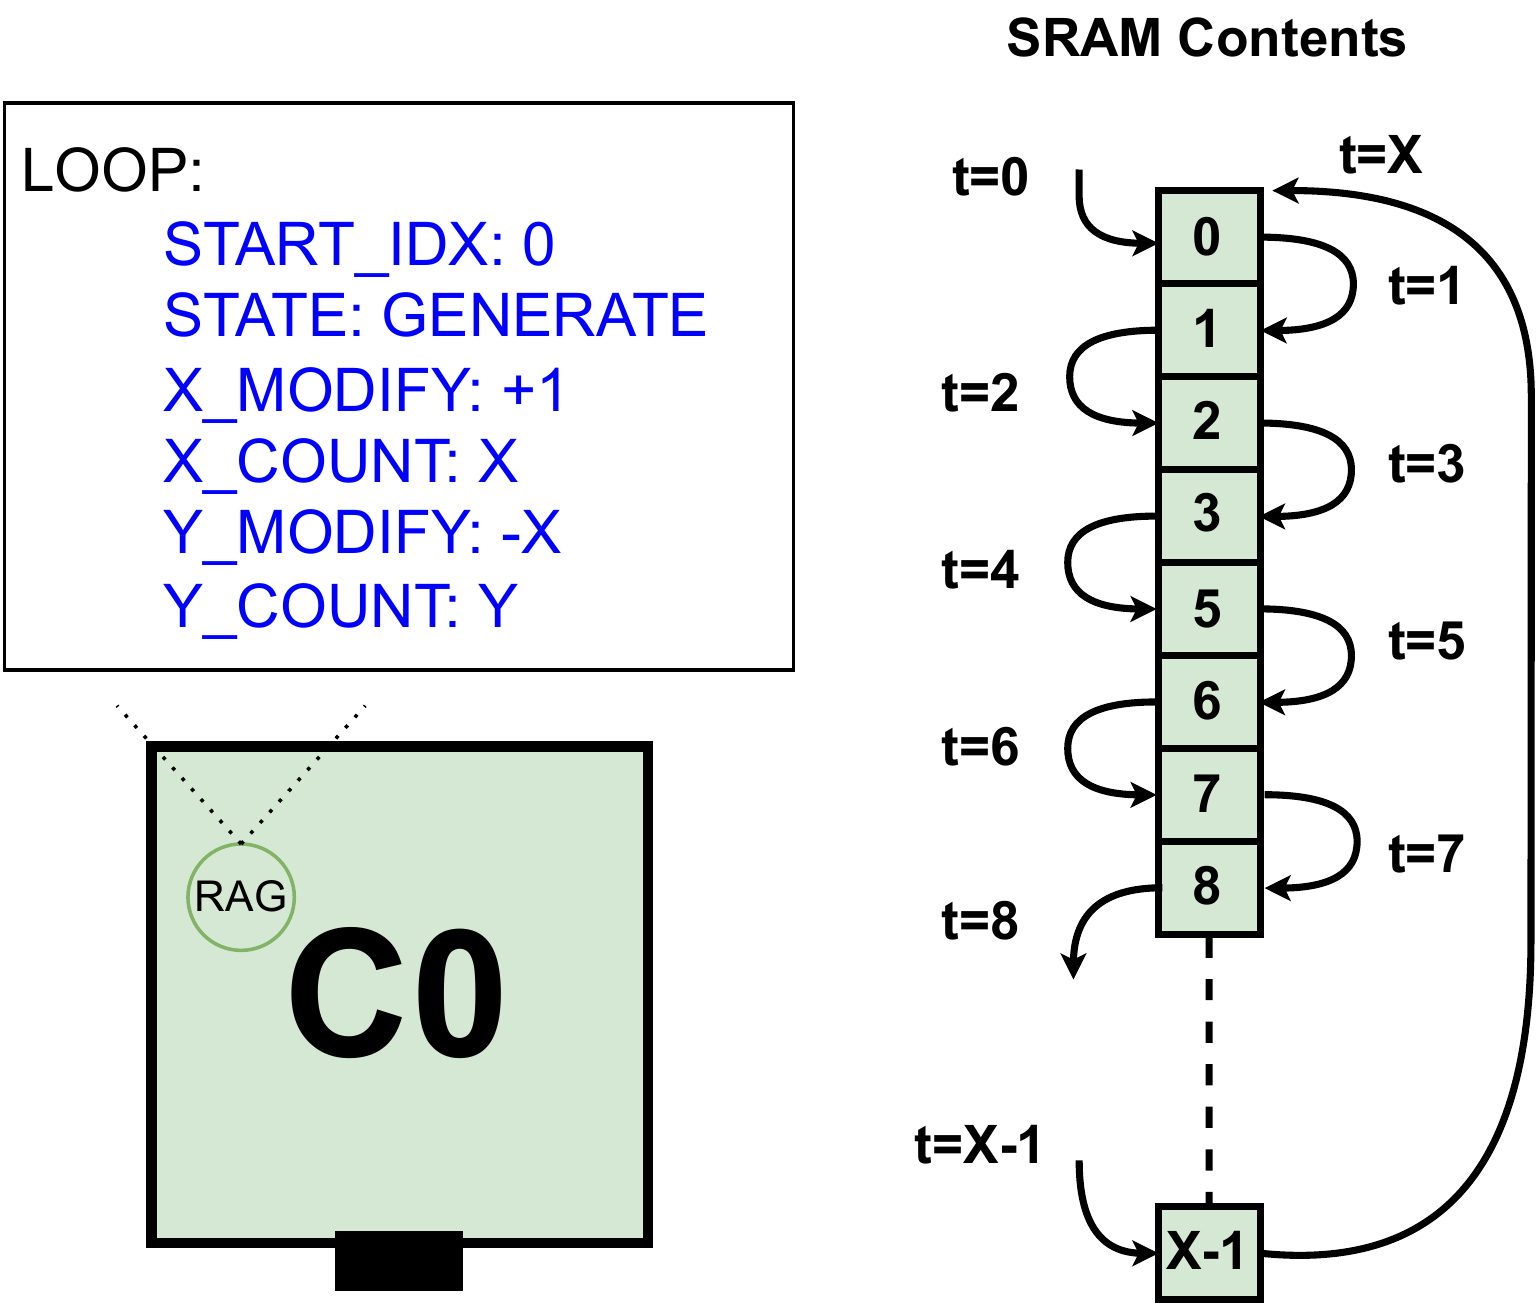 SRAM Contents
LOOP:
START_IDX: 0
STATE: GENERATE
X_MODIFY: +1
X_COUNT: X
Y_MODIFY: -X
Y_COUNT: Y
RAG
C0
t=0
t=X
0
t=1
1
t=2
2
t=3
3
t=4
5
t=5
6
t=6
7
t=7
8
t=8
t=X-1
X-1